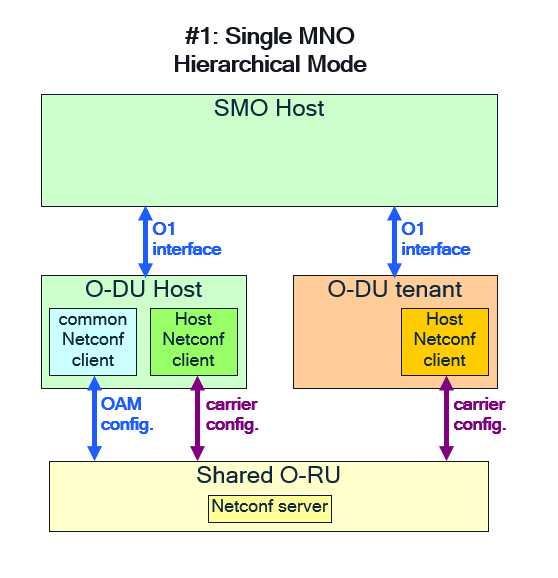 #1: Single MNO
Hierarchical Mode
SMO Host
O1
interface
O1
interface
O-DU Host
common
Netconf
client
Host
Netconf
client
O-DU tenant
Host
Netconf
client
OAM
config.
carrier
config.
carrier
config.
Shared O-RU
Netconf server